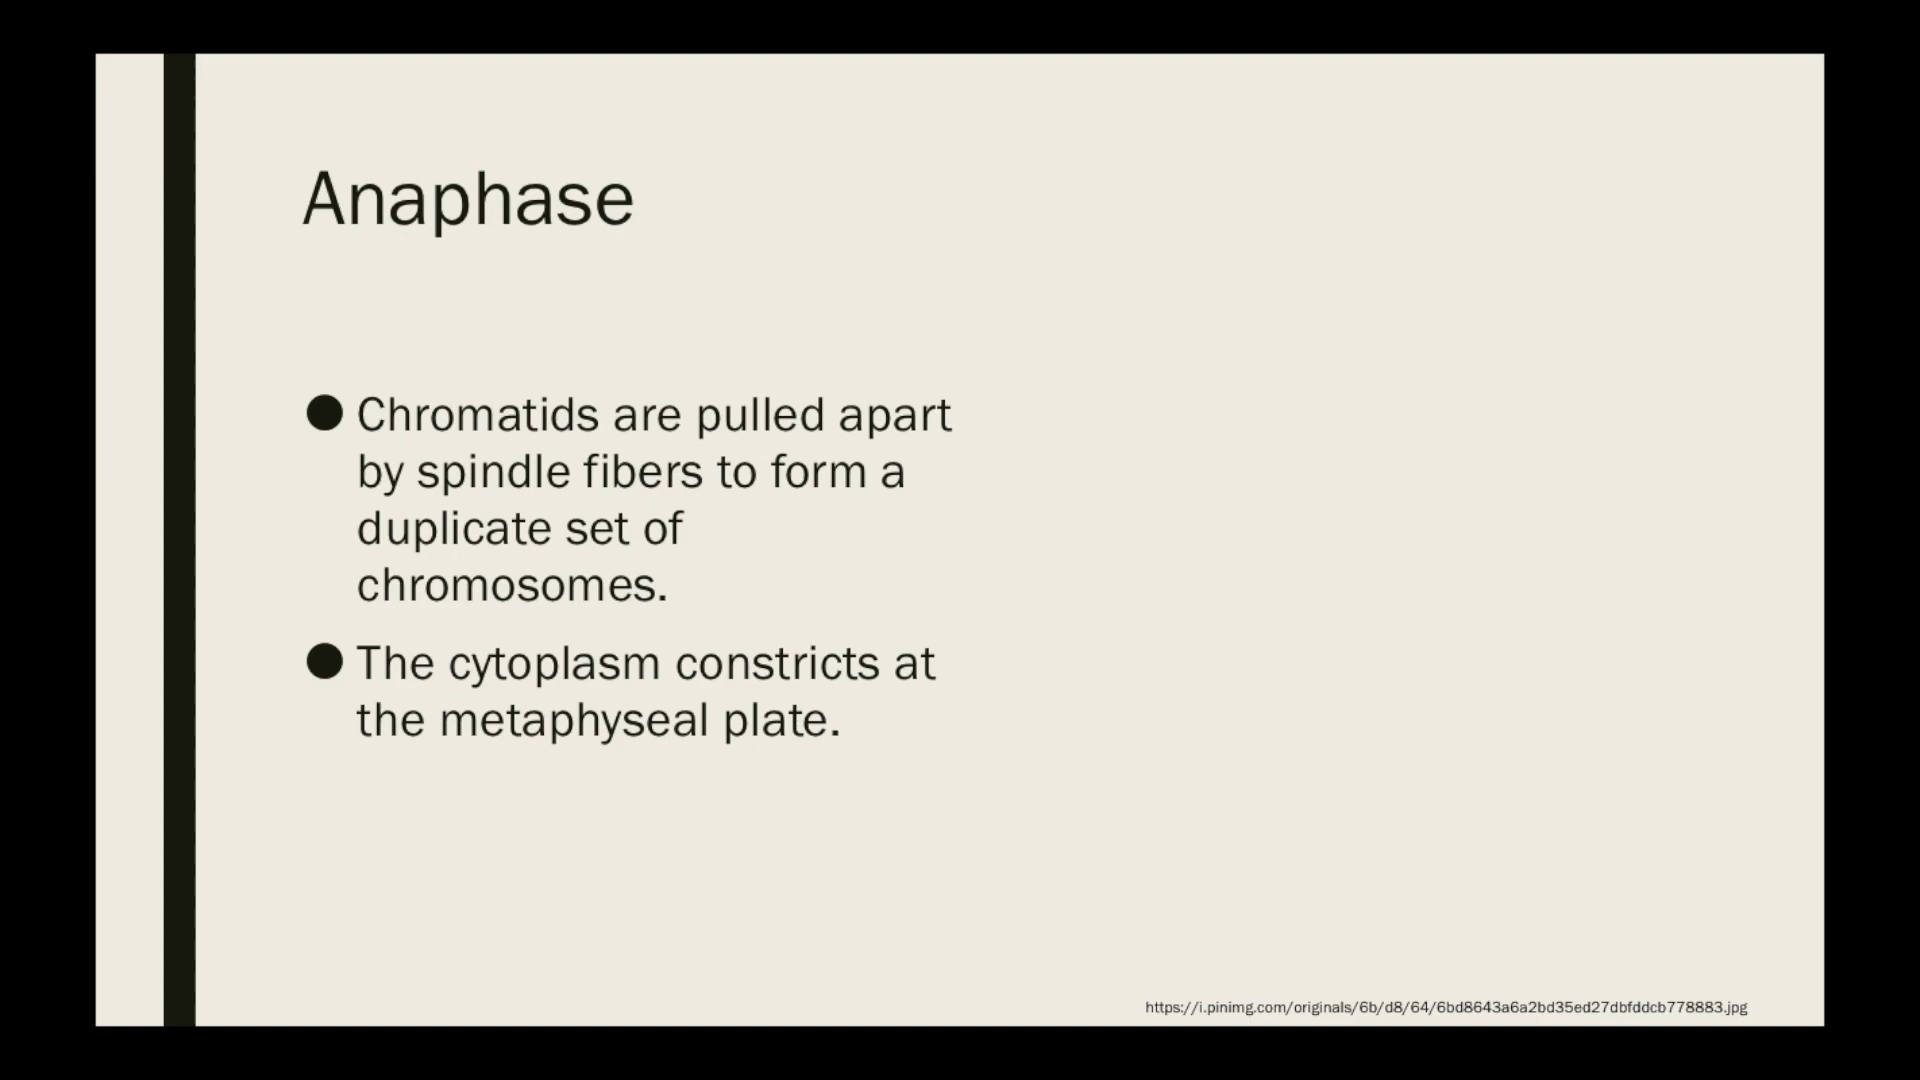 Anaphase
● Chromatids are pulled apart
by spindle fibers to form a
duplicate set of
chromosomes.
● The cytoplasm constricts at
the metaphyseal plate.
https://i.pinimg.com/originals/6b/d8/64/6bd8643a6a2bd35ed27dbfddcb778883.jpg